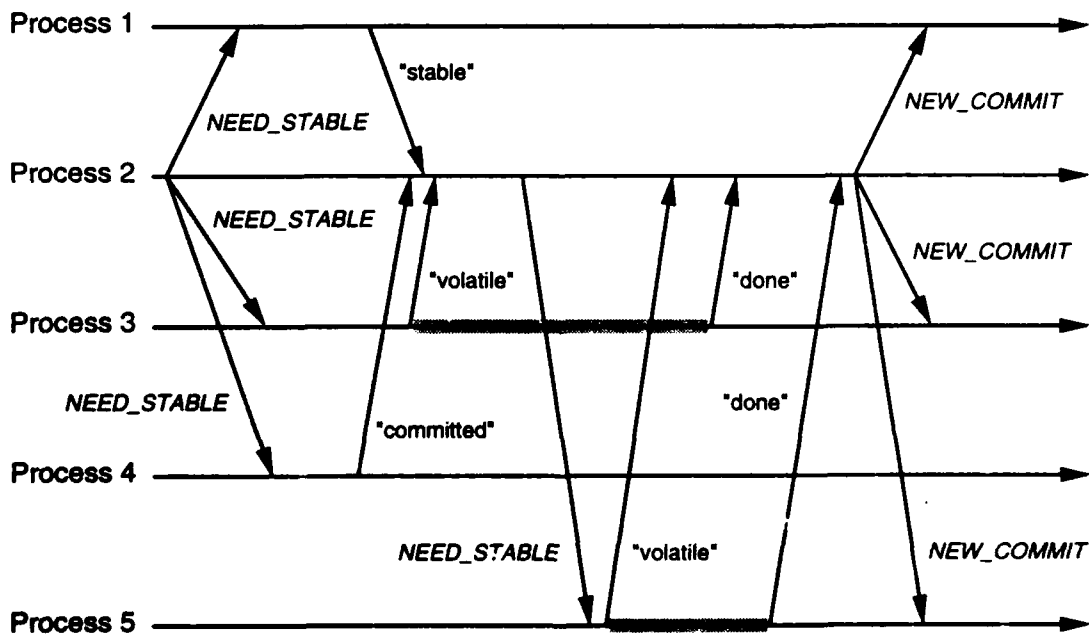 Process 1
"stable"
NEED_STABLE
NEW_COMMIT
Process 2
NEED_STABLE
NEW_COMMIT
"volatile"
"done"
Process 3
NEED_STABLE
"done"
"committed"
Process 4
NEED_STABLE
"volatile"
NEW_COMMIT
Process 5